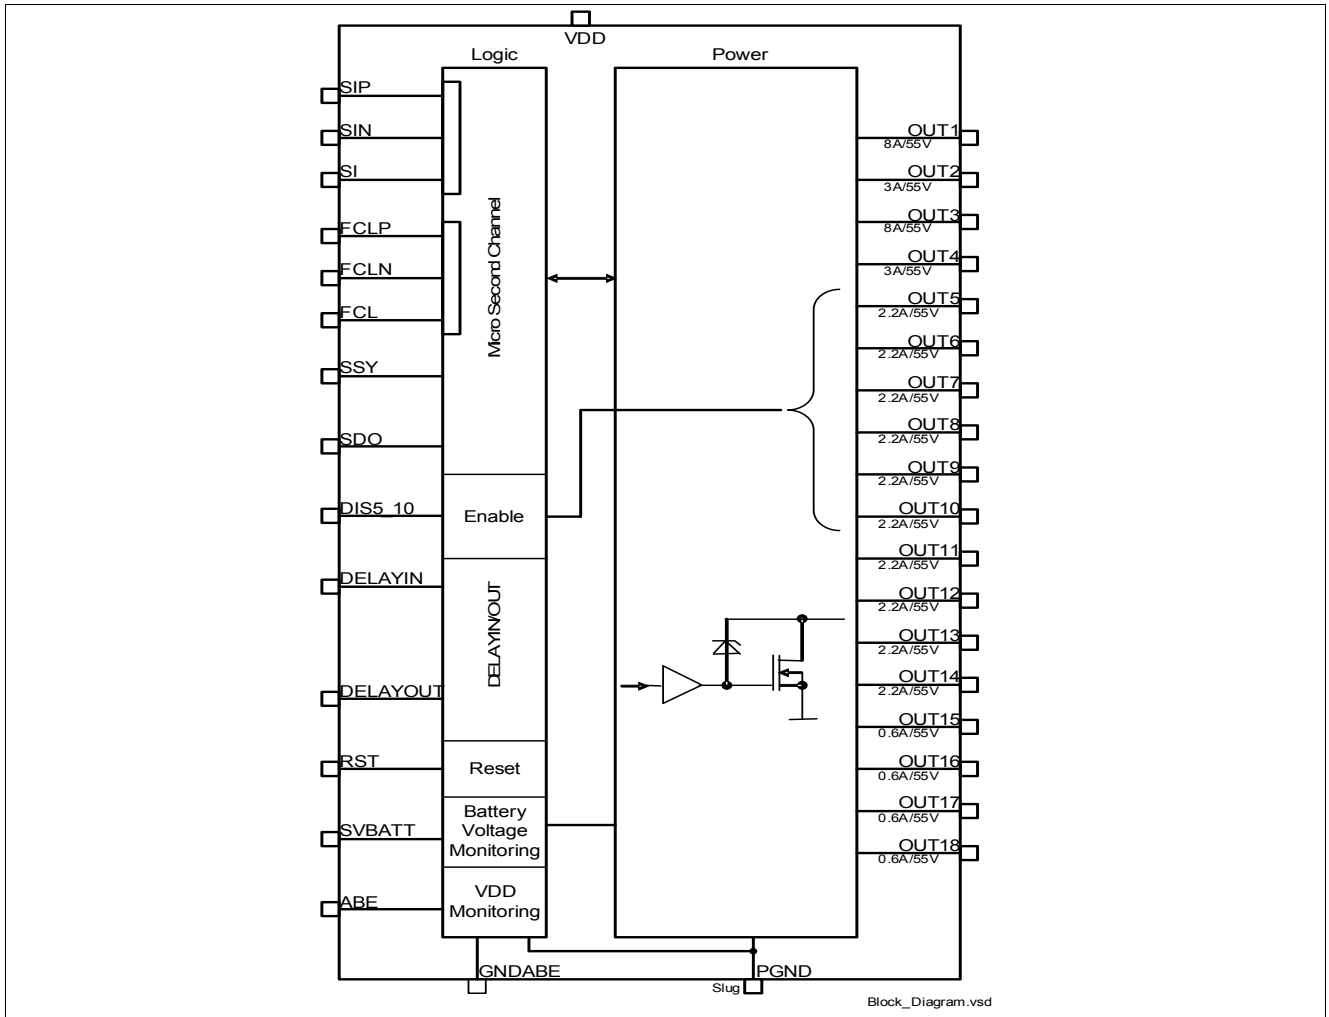 VDD
Logic
Power
SIP
SIN
SI
FCLP
FCLN
FCL
SSY
SDO
DIS5_10
DELAYIN
DELAYOUT
RST
SVBATT
ABE
Micro Second Channel
Enable
DELAYIN/OUT
Reset
Battery
Voltage
Monitoring
VDD
Monitoring
OUT1
8A/55V
OUT2
3A/55V
OUT3
8A/55V
OUT4
3A/55V
OUT5
2.2A/55V
OUT6
2.2A/55V
OUT7
2.2A/55V
OUT8
2.2A/55V
OUT9
2.2A/55V
OUT10
2.2A/55V
OUT11
2.2A/55V
OUT12
2.2A/55V
OUT13
2.2A/55V
OUT14
2.2A/55V
OUT15
0.6A/55V
OUT16
0.6A/55V
OUT17
0.6A/55V
OUT18
0.6A/55V
GNDABE
PGND
Slug
Block_Diagram.vsd